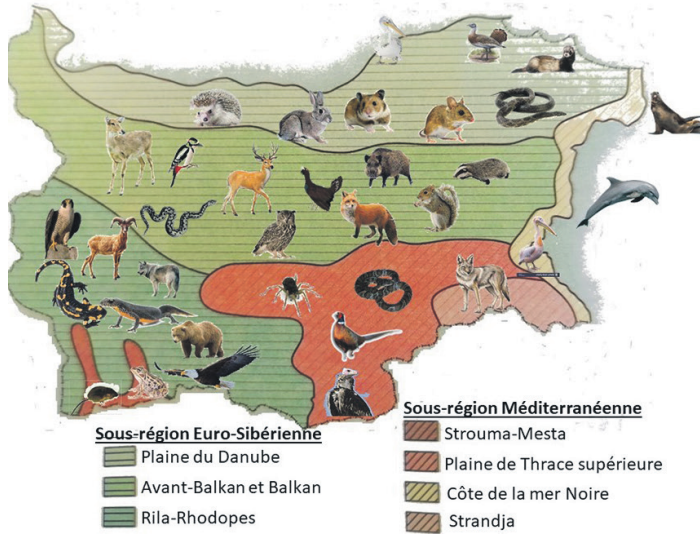 Sous-région Euro-Sibérienne
Plaine du Danube
Avant-Balkan et Balkan
Rila-Rhodopes
Sous-région Méditerranéenne
Strouma-Mesta
Plaine de Thrace supérieure
Côte de la mer Noire
Strandja